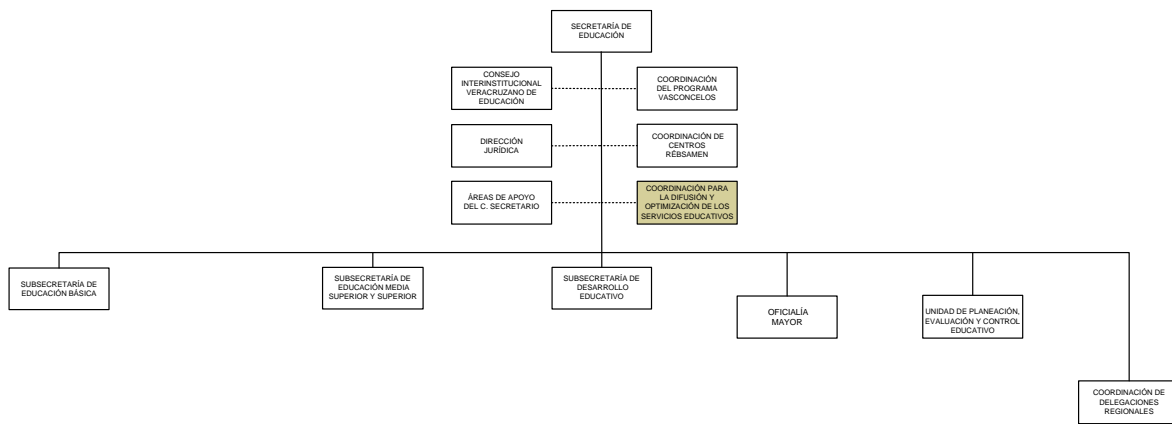 SECRETARÍA DE
EDUCACIÓN
CONSEJO
INTERINSTITUCIONAL
VERACRUZANO DE
EDUCACIÓN
COORDINACIÓN
DEL PROGRAMA
VASCONCELOS
DIRECCIÓN
JURÍDICA
COORDINACIÓN DE
CENTROS
RÉBSAMEN
ÁREAS DE APOYO
DEL C. SECRETARIO
COORDINACIÓN PARA
LA DIFUSIÓN Y
OPTIMIZACIÓN DE LOS
SERVICIOS EDUCATIVOS
SUBSECRETARÍA DE
EDUCACIÓN BÁSICA
SUBSECRETARÍA DE
EDUCACIÓN MEDIA
SUPERIOR Y SUPERIOR
SUBSECRETARÍA DE
DESARROLLO
EDUCATIVO
OFICIALÍA
MAYOR
UNIDAD DE PLANEACIÓN,
EVALUACIÓN Y CONTROL
EDUCATIVO
COORDINACIÓN DE
DELEGACIONES
REGIONALES